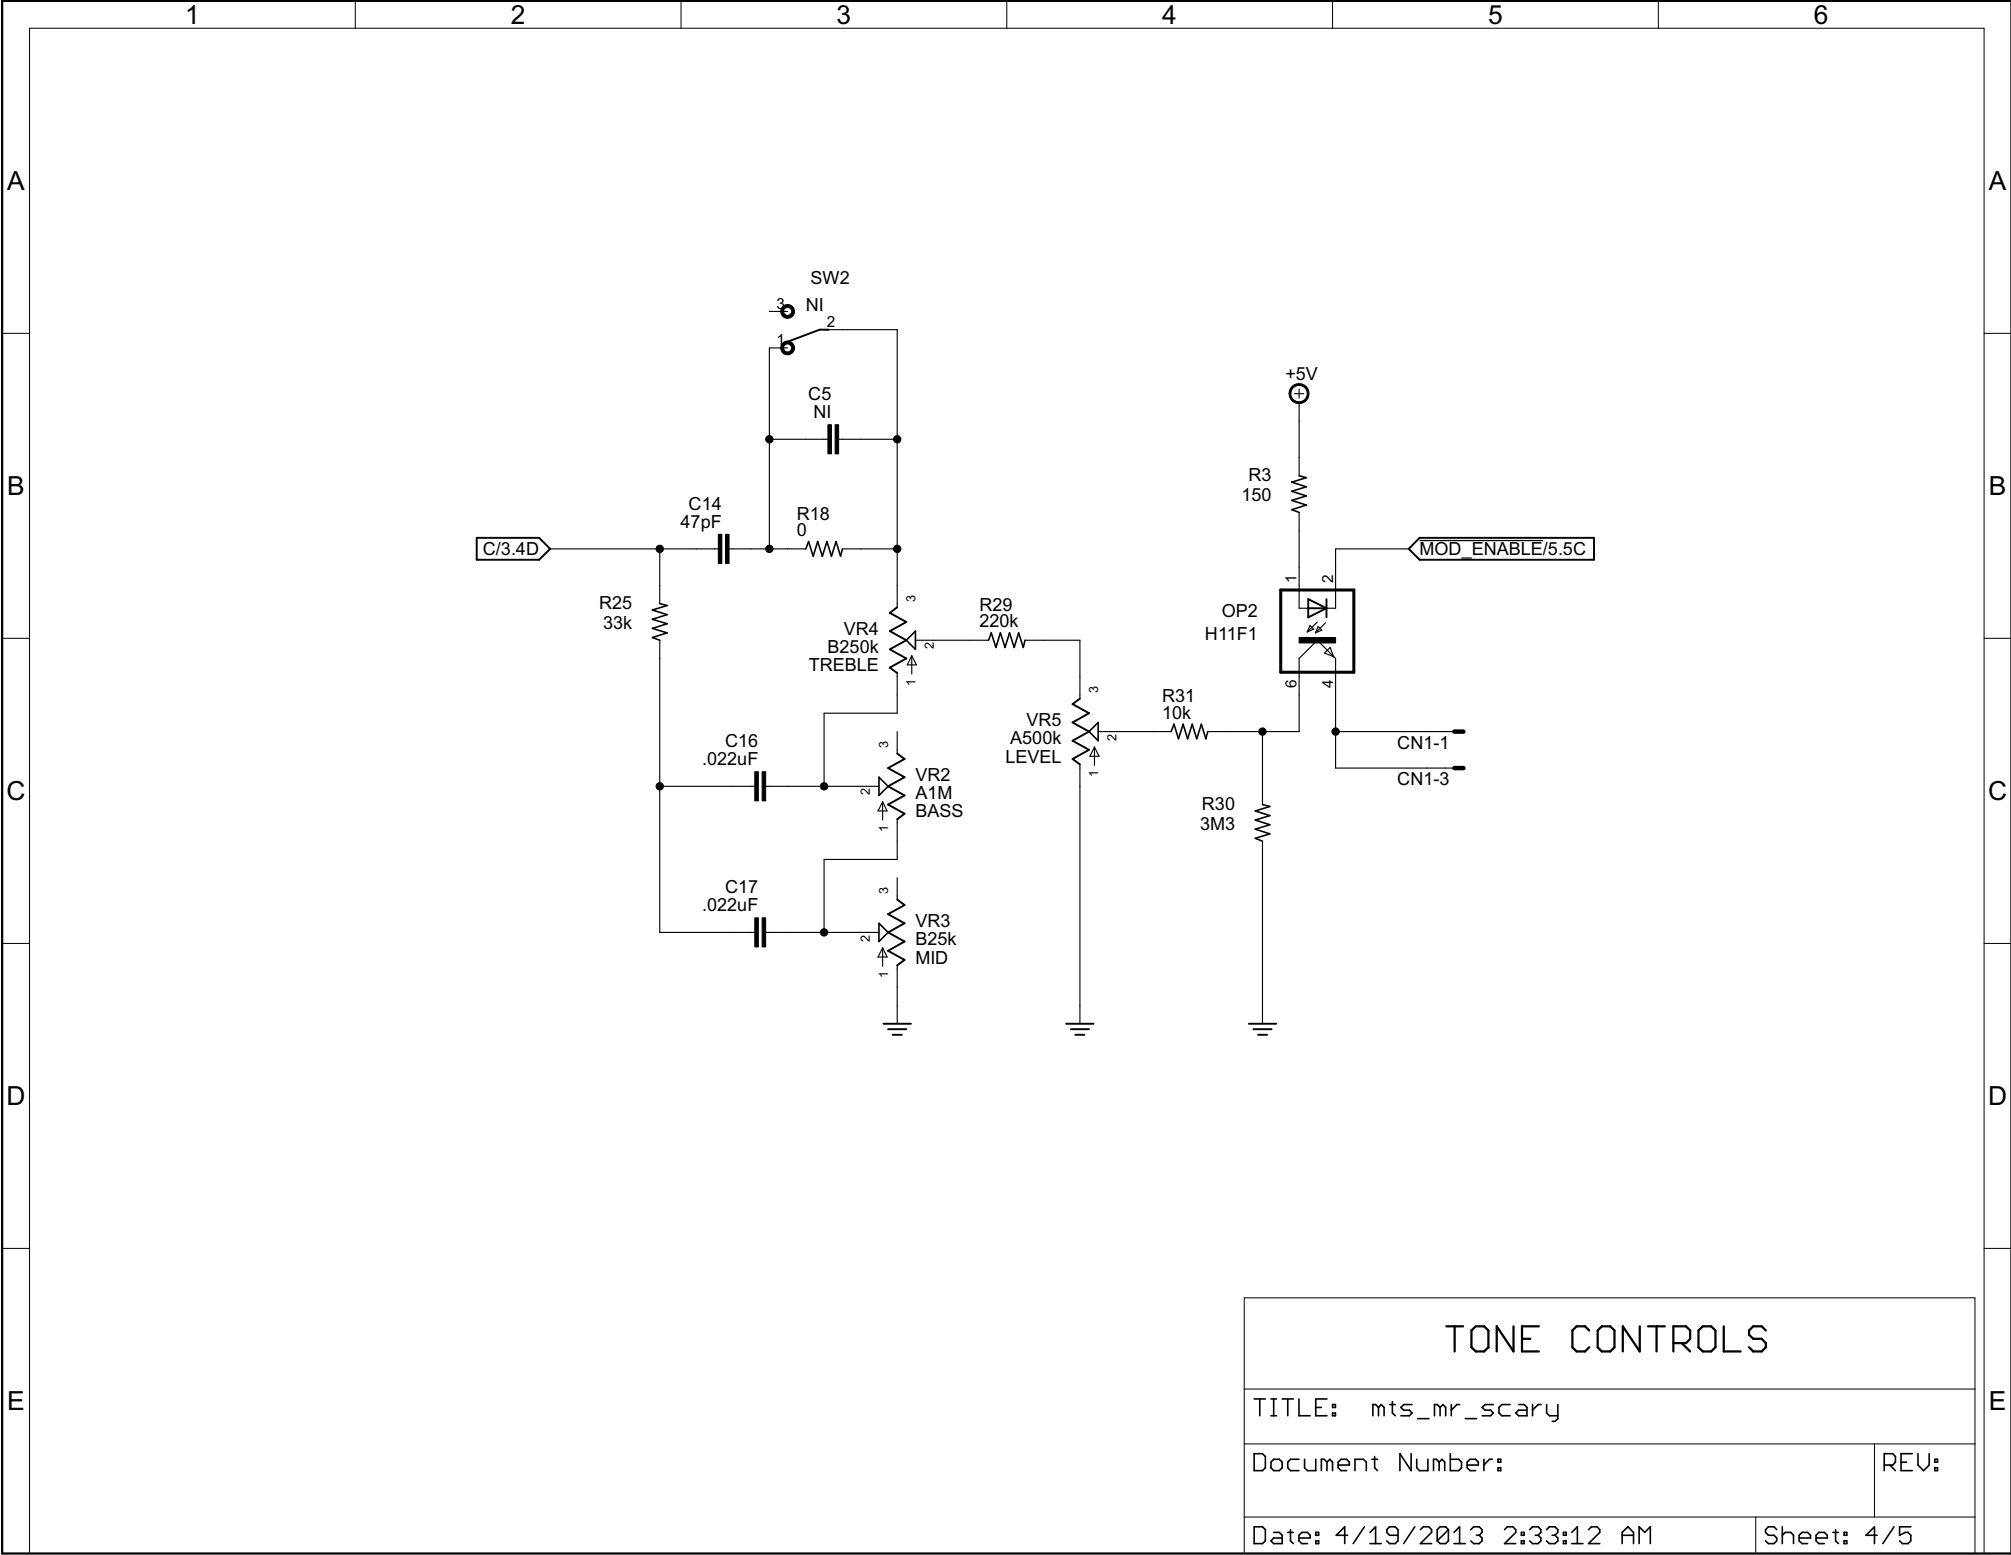 1 2 3 4 5 6
A A
SW2
3 NI
2
1
+5V
C5
NI
B B
R3
150
C14
47pF
R18
0
C/3.4D
MOD_ENABLE/5.5C
1 2
R25
33k
3
R29
220k
OP2
H11F1
VR4
B250k
TREBLE
2
1
6 4
3
R31
10k
VR5
A500k
LEVEL
2
1
CN1-1
CN1-3
C16
.022uF
3
VR2
A1M
BASS
2
1
C C
R30
3M3
C17
.022uF
3
VR3
B25k
MID
2
1
D D
E E
TONE CONTROLS
TITLE: mts_mr_scary
Document Number:
REV:
Date: 4/19/2013 2:33:12 AM
Sheet: 4/5